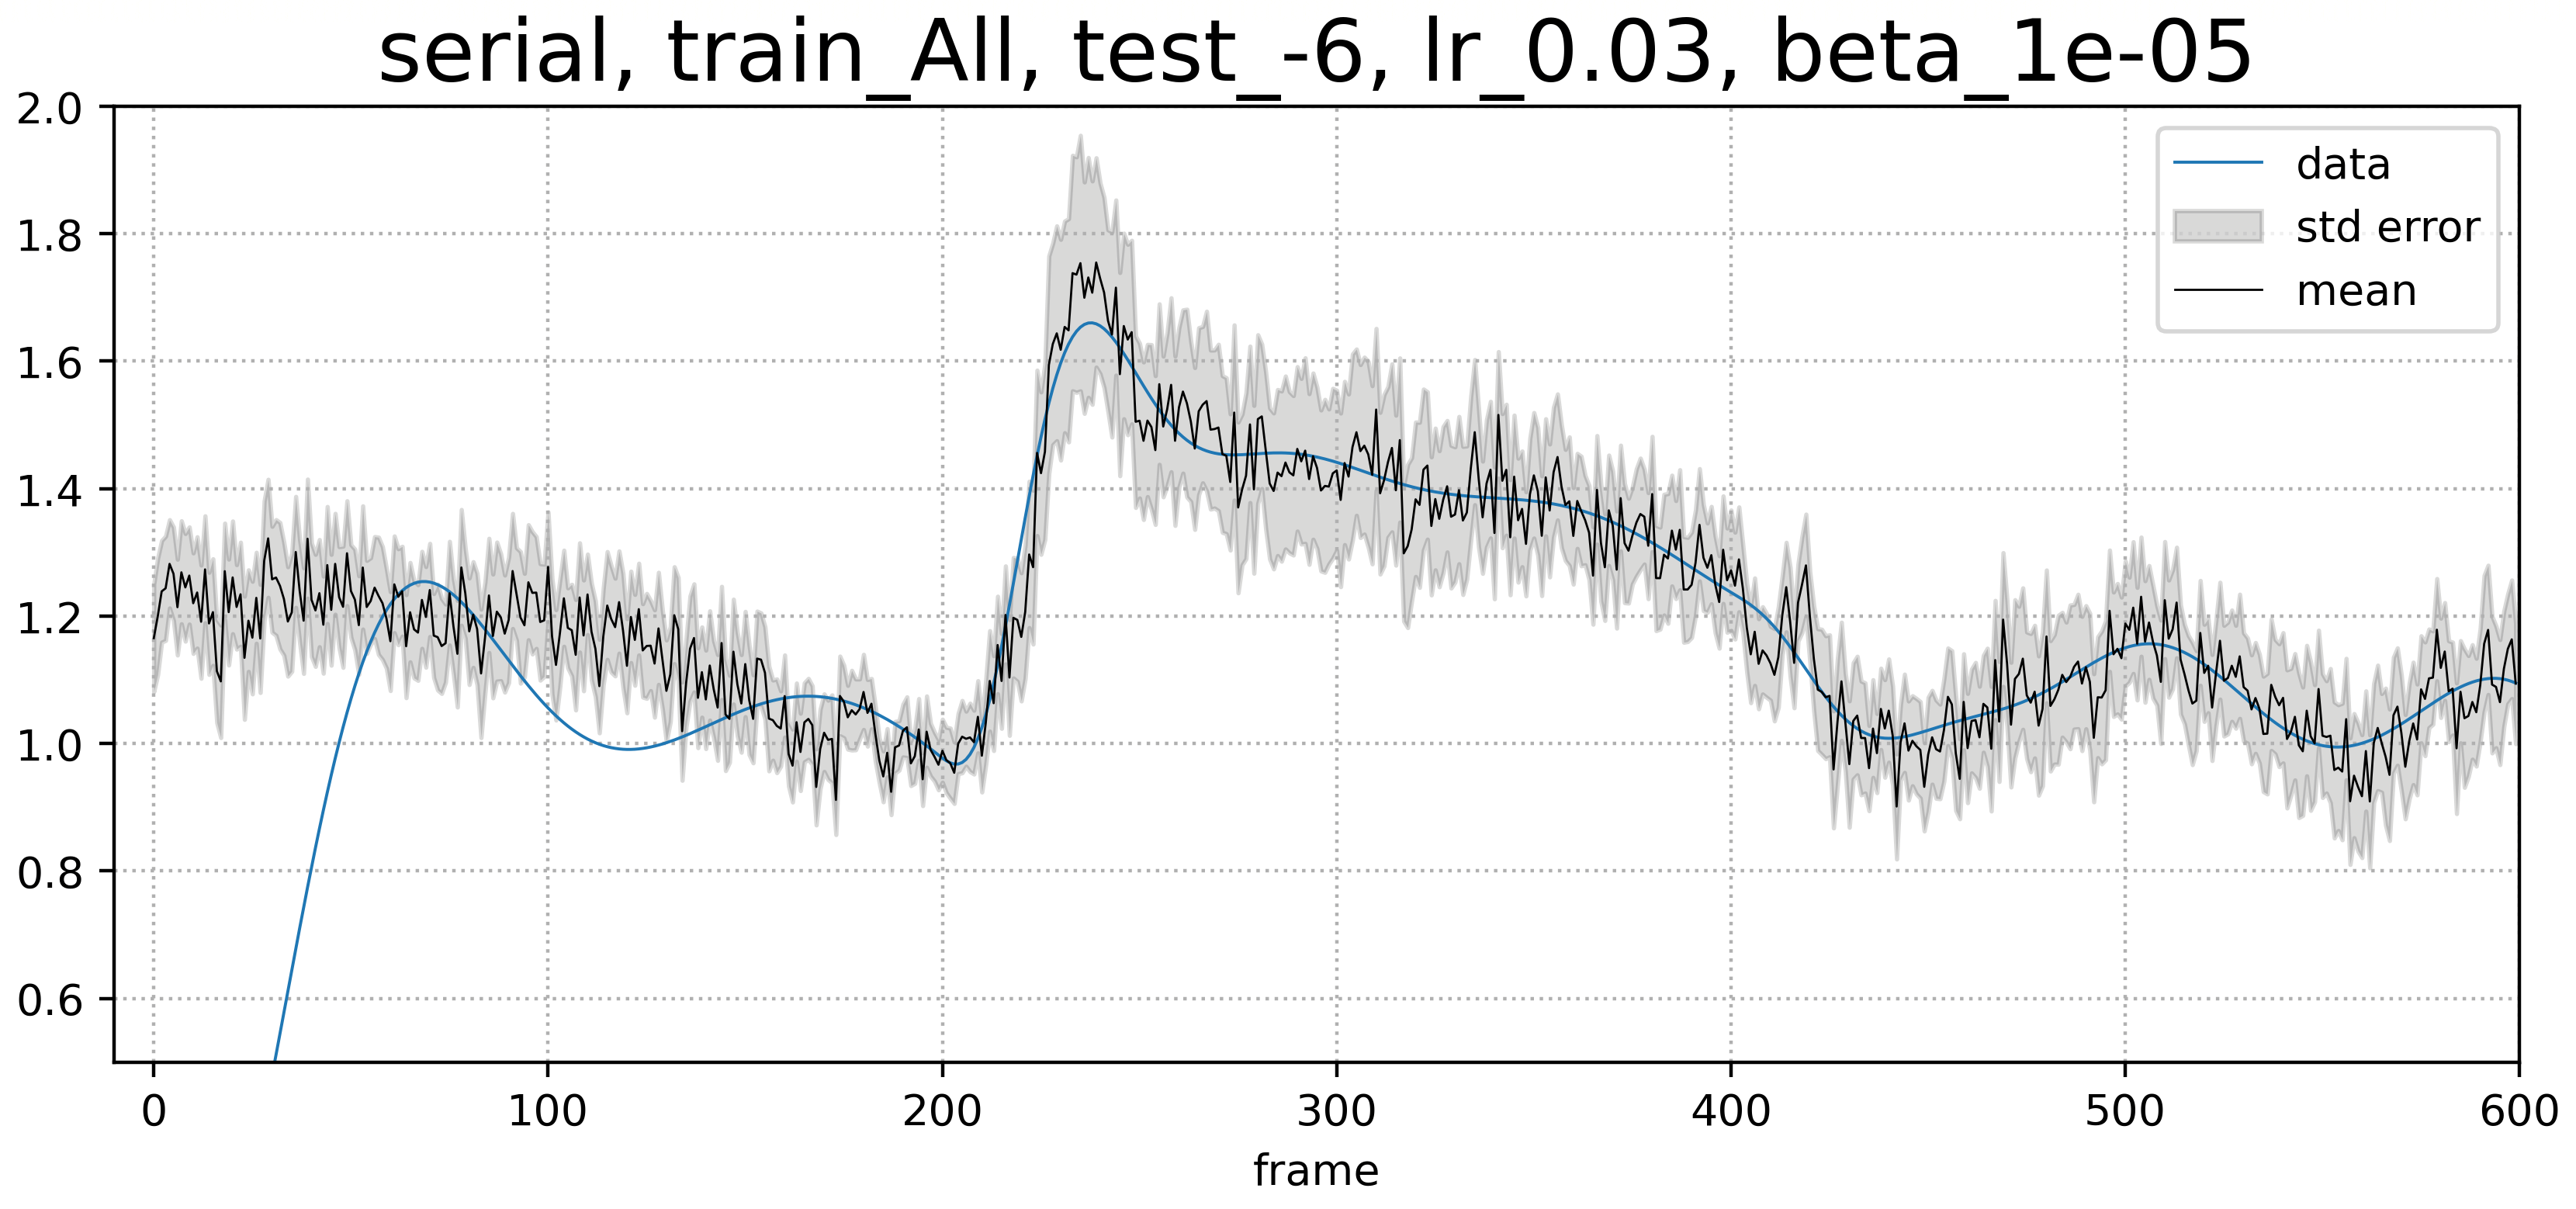 serial, train_All, test_-6, lr_0.03, beta_1e-05
2.0
1.8
1.6
1.4
1.2
1.0
0.8
0.6
data
std error
mean
0 100 200 300 400 500 600
frame